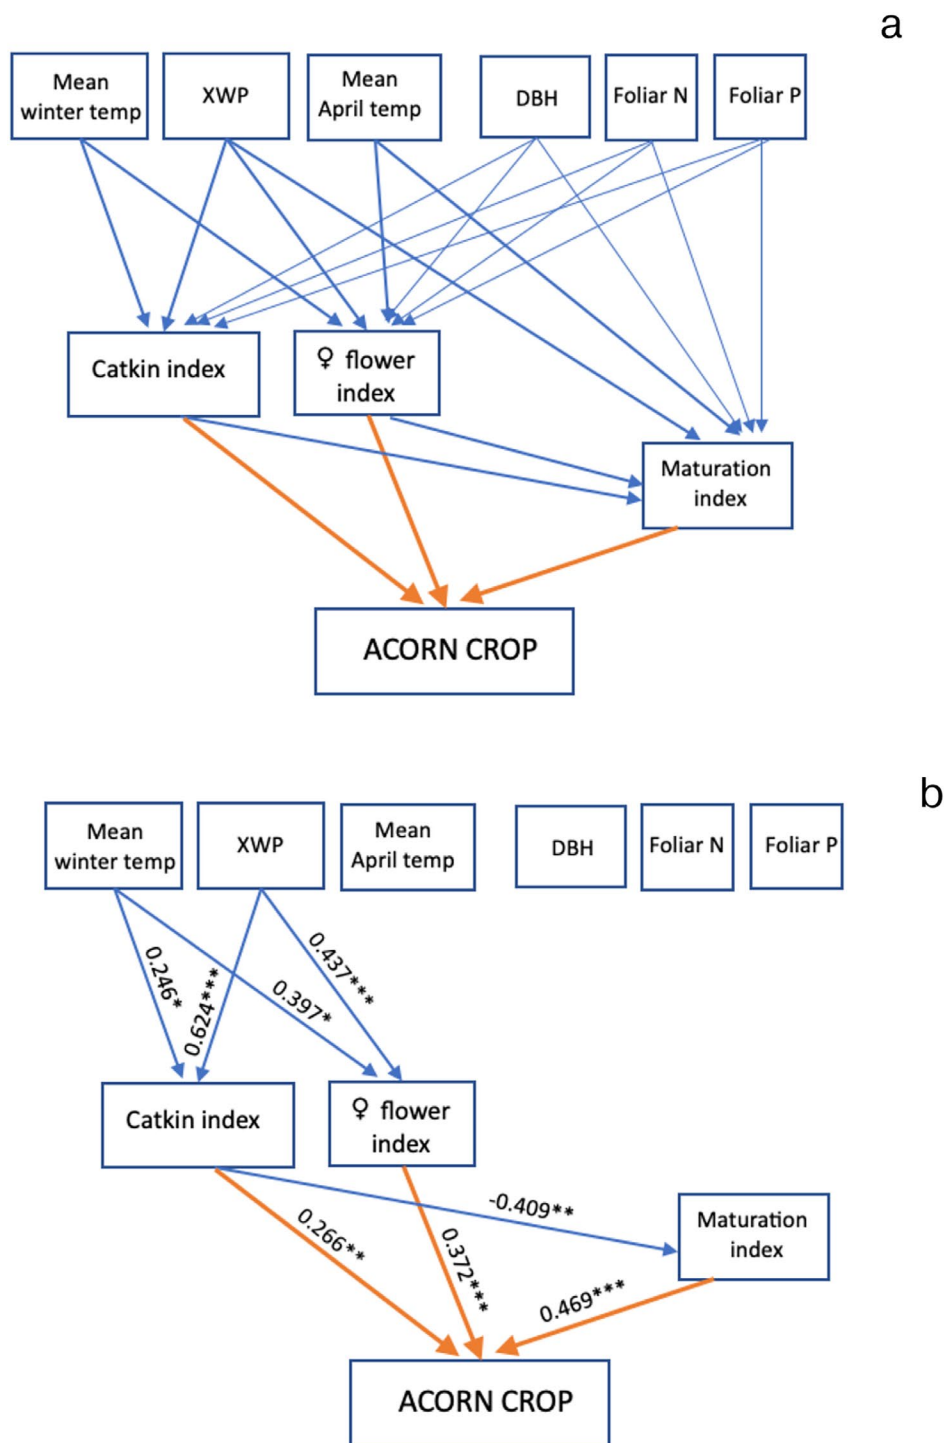 a
Mean
winter temp
XWP
Mean
April temp
DBH
Foliar N
Foliar P
Catkin index
♀ flower
index
Maturation
index
ACORN CROP
b
Mean
winter temp
XWP
Mean
April temp
DBH
Foliar N
Foliar P
0.246*
0.624***
0.397*
0.437***
Catkin index
♀ flower
index
-0.409**
Maturation
index
0.266**
0.372***
0.469***
ACORN CROP